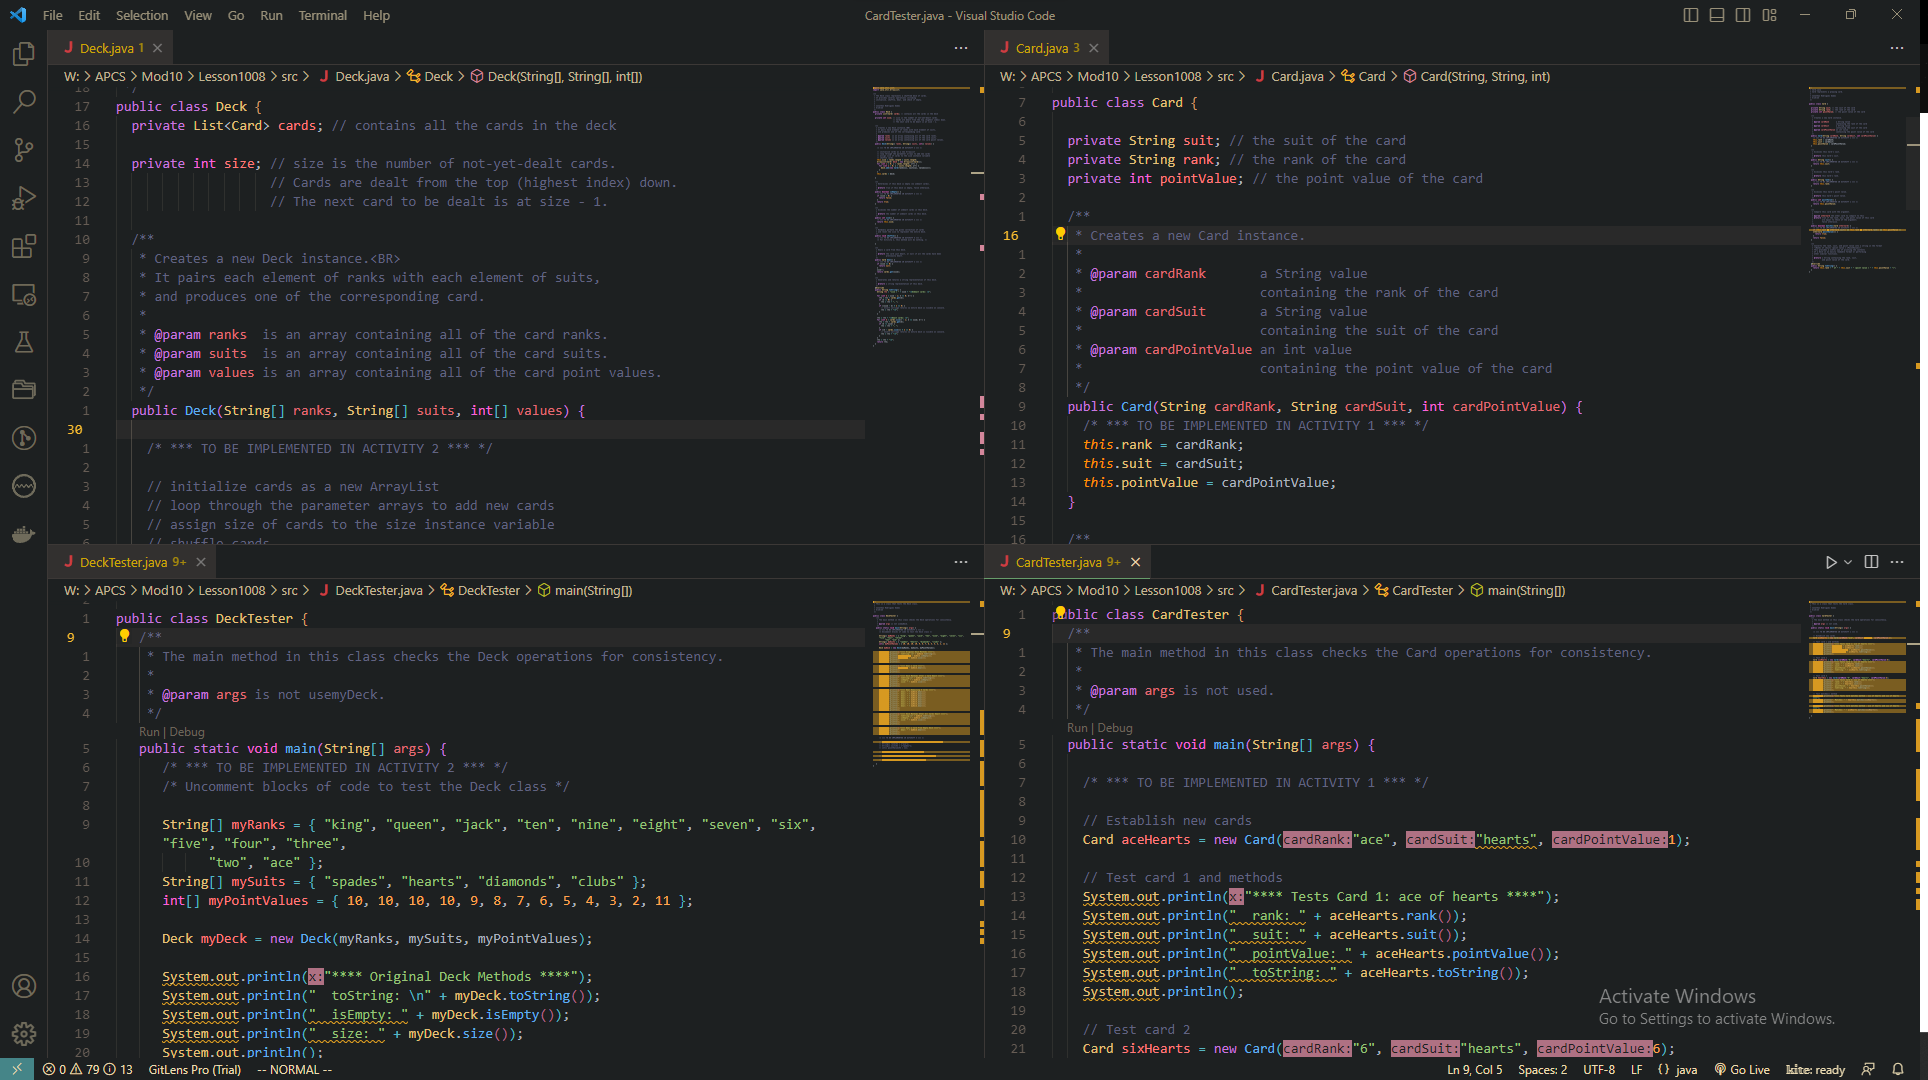 File Edit Selection View Go Run Terminal Help
CardTester.java - Visual Studio Code
J Deck.java 1
W: > APCS > Mod10 > Lesson1008 > src > J Deck.java > Deck > Deck(String[], String[], int[])
18 */
17 public class Deck {
16 private List<Card> cards; // contains all the cards in the deck
15
14 private int size; // size is the number of not-yet-dealt cards.
13 // Cards are dealt from the top (highest index) down.
12 // The next card to be dealt is at size - 1.
11
10 /**
9 * Creates a new Deck instance.<BR>
8 * It pairs each element of ranks with each element of suits,
7 * and produces one of the corresponding card.
6 *
5 * @param ranks is an array containing all of the card ranks.
4 * @param suits is an array containing all of the card suits.
3 * @param values is an array containing all of the card point values.
2 */
1 public Deck(String[] ranks, String[] suits, int[] values) {
30
1 /* *** TO BE IMPLEMENTED IN ACTIVITY 2 *** */
2
3 // initialize cards as a new ArrayList
4 // loop through the parameter arrays to add new cards
5 // assign size of cards to the size instance variable
6 // shuffle cards
J Card.java 3
W: > APCS > Mod10 > Lesson1008 > src > J Card.java > Card > Card(String, String, int)
7 public class Card {
6
5 private String suit; // the suit of the card
4 private String rank; // the rank of the card
3 private int pointValue; // the point value of the card
2
1 /**
16 * Creates a new Card instance.
1 *
2 * @param cardRank a String value
3 * containing the rank of the card
4 * @param cardSuit a String value
5 * containing the suit of the card
6 * @param cardPointValue an int value
7 * containing the point value of the card
8 */
9 public Card(String cardRank, String cardSuit, int cardPointValue) {
10 /* *** TO BE IMPLEMENTED IN ACTIVITY 1 *** */
11 this.rank = cardRank;
12 this.suit = cardSuit;
13 this.pointValue = cardPointValue;
14 }
15
16 /**
J DeckTester.java 9+
W: > APCS > Mod10 > Lesson1008 > src > J DeckTester.java > DeckTester > main(String[])
2
1 public class DeckTester {
9 /**
1 * The main method in this class checks the Deck operations for consistency.
2 *
3 * @param args is not usemyDeck.
4 */
Run | Debug
5 public static void main(String[] args) {
6 /* *** TO BE IMPLEMENTED IN ACTIVITY 2 *** */
7 /* Uncomment blocks of code to test the Deck class */
8
9 String[] myRanks = { "king", "queen", "jack", "ten", "nine", "eight", "seven", "six",
"five", "four", "three",
10 "two", "ace" };
11 String[] mySuits = { "spades", "hearts", "diamonds", "clubs" };
12 int[] myPointValues = { 10, 10, 10, 10, 9, 8, 7, 6, 5, 4, 3, 2, 11 };
13
14 Deck myDeck = new Deck(myRanks, mySuits, myPointValues);
15
16 System.out.println(x:"**** Original Deck Methods ****");
17 System.out.println("  toString: \n" + myDeck.toString());
18 System.out.println("  isEmpty: " + myDeck.isEmpty());
19 System.out.println("  size: " + myDeck.size());
20 System.out.println();
J CardTester.java 9+
W: > APCS > Mod10 > Lesson1008 > src > J CardTester.java > CardTester > main(String[])
1 public class CardTester {
9 /**
1 * The main method in this class checks the Card operations for consistency.
2 *
3 * @param args is not used.
4 */
Run | Debug
5 public static void main(String[] args) {
6
7 /* *** TO BE IMPLEMENTED IN ACTIVITY 1 *** */
8
9 // Establish new cards
10 Card aceHearts = new Card(cardRank:"ace", cardSuit:"hearts", cardPointValue:1);
11
12 // Test card 1 and methods
13 System.out.println(x:"**** Tests Card 1: ace of hearts ****");
14 System.out.println("  rank: " + aceHearts.rank());
15 System.out.println("  suit: " + aceHearts.suit());
16 System.out.println("  pointValue: " + aceHearts.pointValue());
17 System.out.println("  toString: " + aceHearts.toString());
18 System.out.println();
19
20 // Test card 2
21 Card sixHearts = new Card(cardRank:"6", cardSuit:"hearts", cardPointValue:6);
Activate Windows
Go to Settings to activate Windows.
0 79 13 GitLens Pro (Trial) -- NORMAL --
Ln 9, Col 5 Spaces: 2 UTF-8 LF {} java Go Live kite: ready